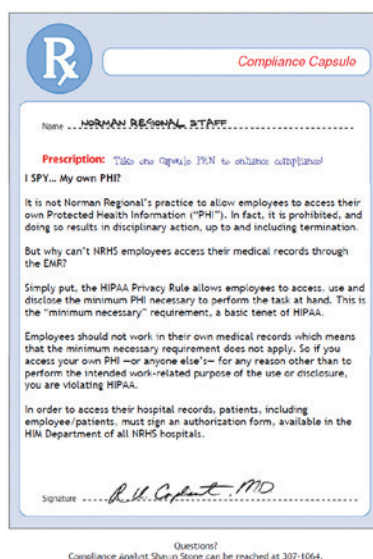 Rx
Compliance Capsule
Name NORMAN REGIONAL STAFF
Prescription: Take one Capsule PRN to enhance compliance!
I SPY... My own PHI?
It is not Norman Regional's practice to allow employees to access their
own Protected Health Information ("PHI"). In fact, it is prohibited, and
doing so results in disciplinary action, up to and including termination.
But why can't NRHS employees access their medical records through
the EMR?
Simply put, the HIPAA Privacy Rule allows employees to access, use and
disclose the minimum PHI necessary to perform the task at hand. This is
the "minimum necessary" requirement, a basic tenet of HIPAA.
Employees should not work in their own medical records which means
that the minimum necessary requirement does not apply. So if you
access your own PHI —or anyone else's— for any reason other than to
perform the intended work-related purpose of the use or disclosure,
you are violating HIPAA.
In order to access their hospital records, patients, including
employee/patients, must sign an authorization form, available in the
HIM Department of all NRHS hospitals.
Signature R U Coplant, MD
Questions?
Compliance Analyst Shawn Stone can be reached at 307-1064.